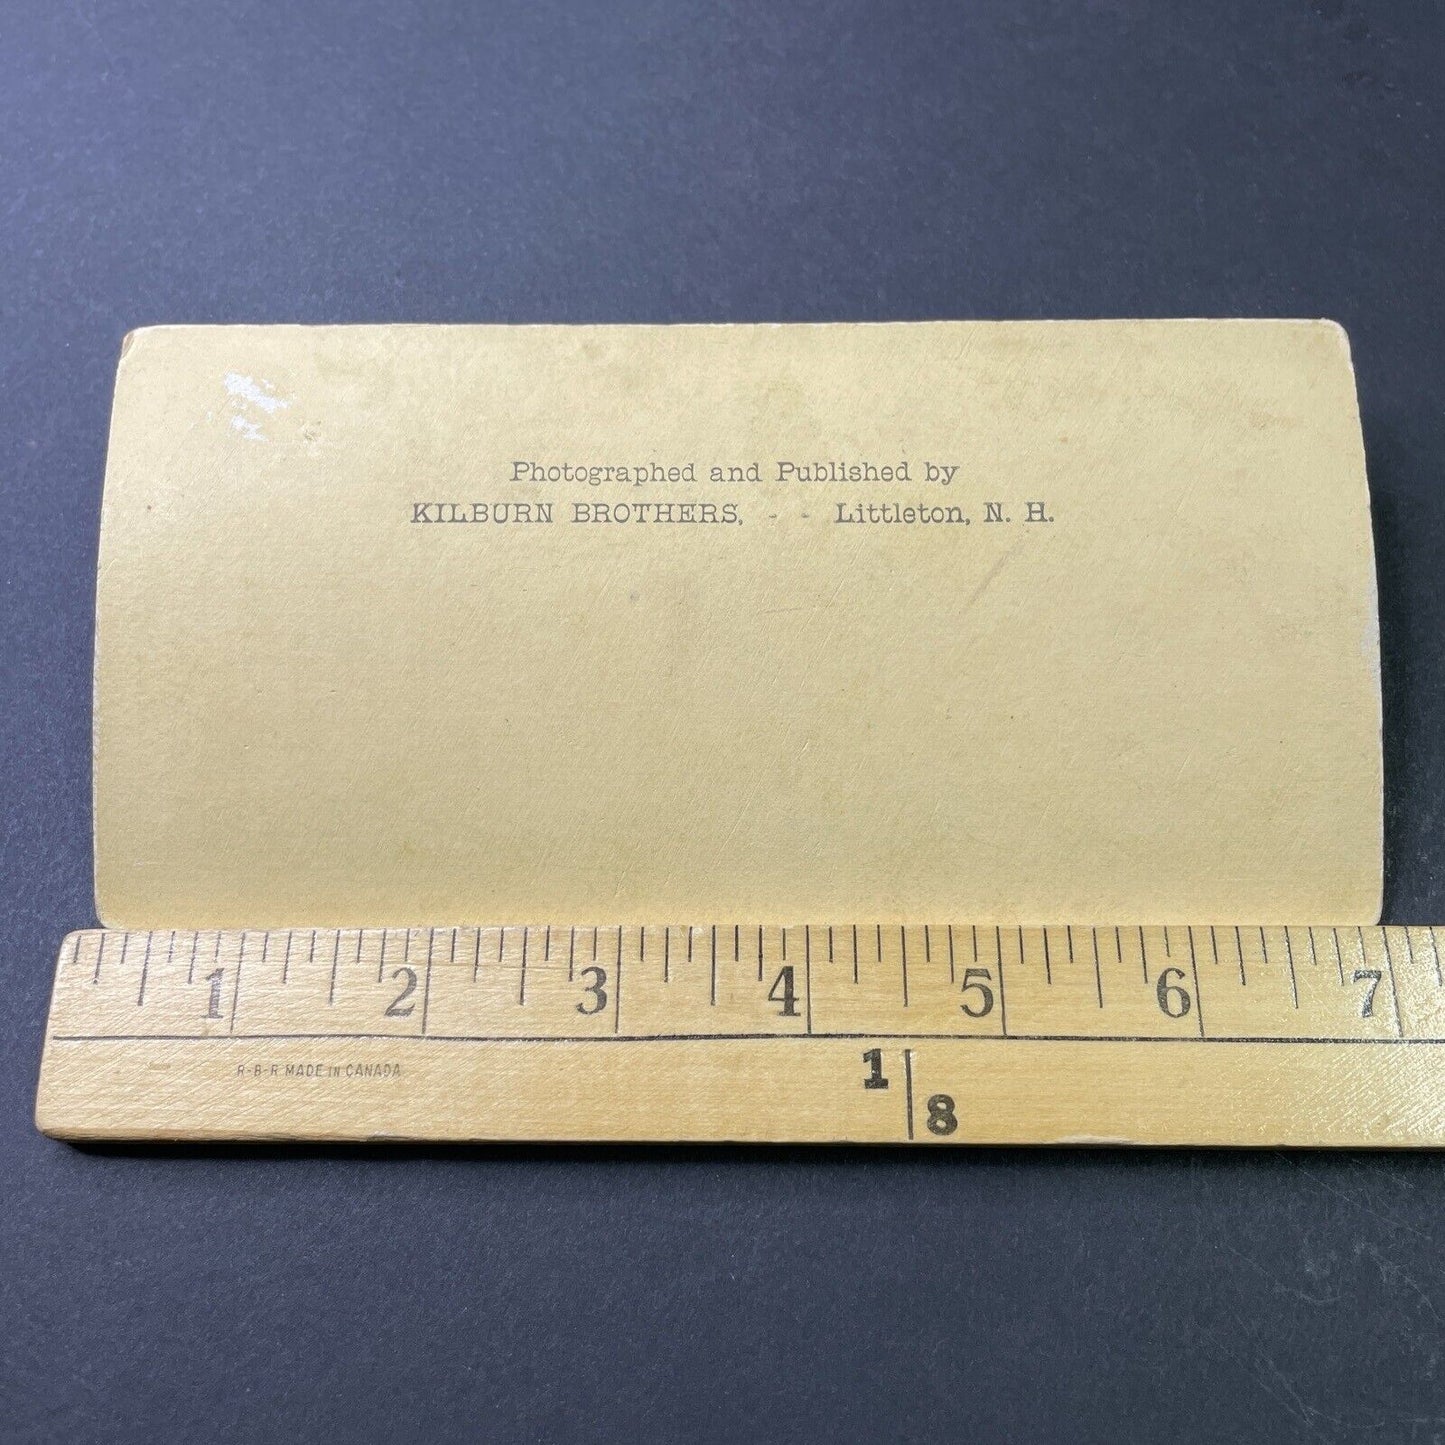 Photographed and Published by
KILBURN BROTHERS, - - Littleton, N. H.
1 2 3 4 5 6 7
R-B-R MADE IN CANADA
1
8